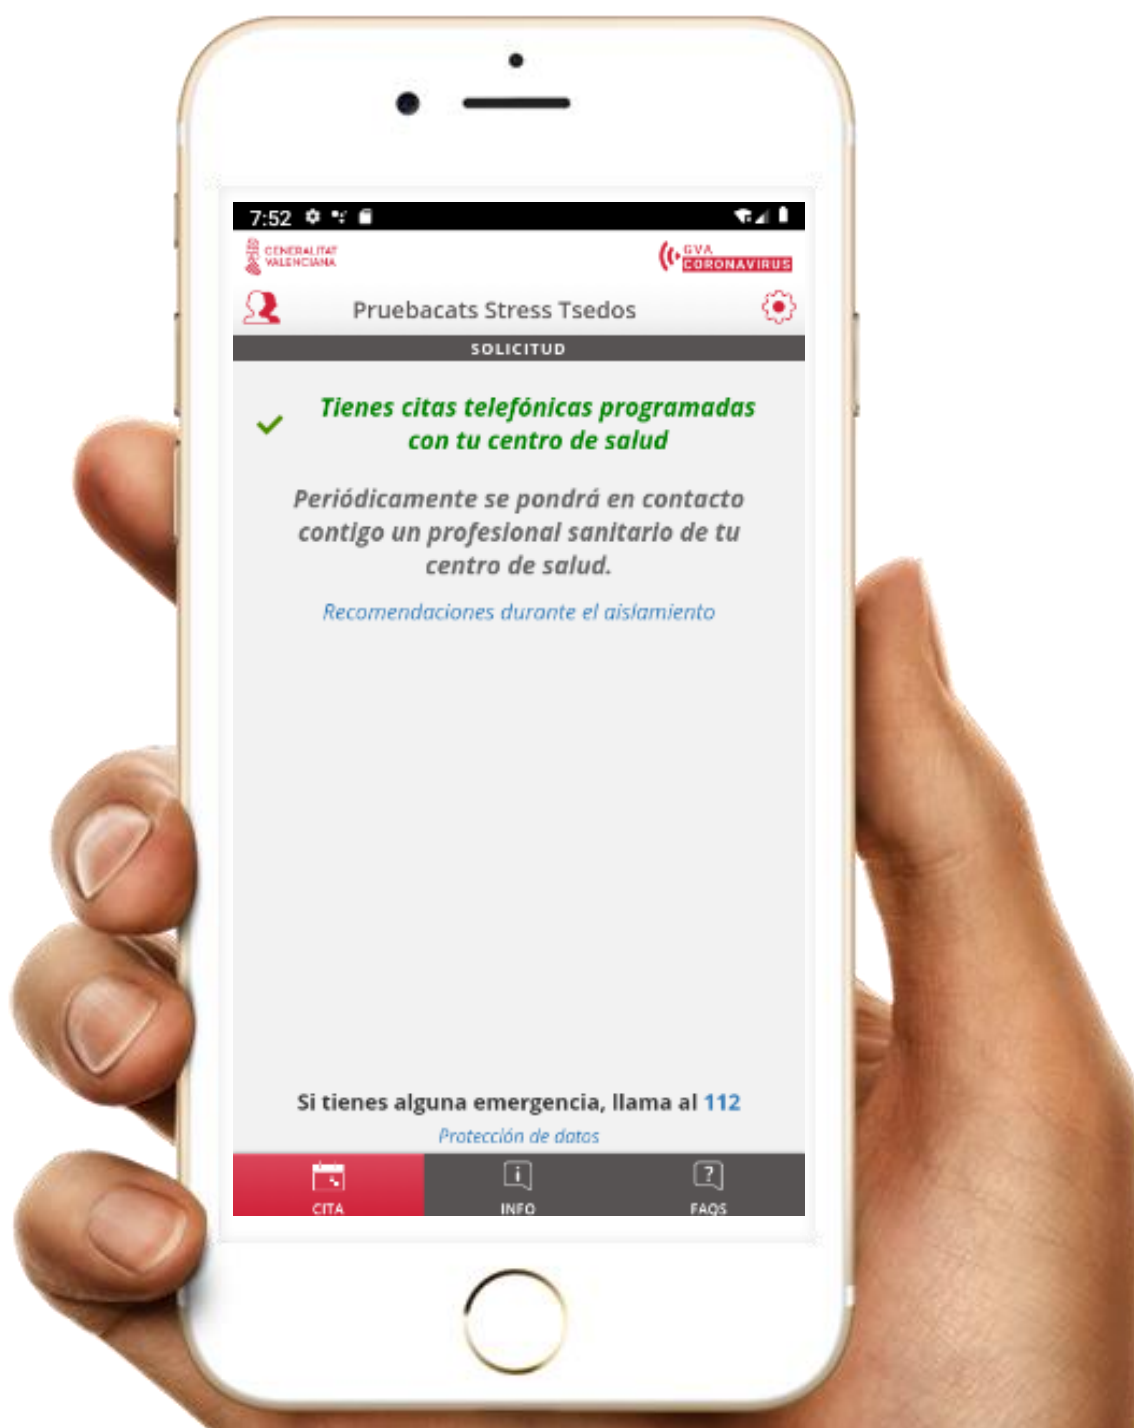 7:52
GENERALITAT
VALENCIANA
GVA
CORONAVIRUS
Pruebacats Stress Tsedos
SOLICITUD
Tienes citas telefónicas programadas
con tu centro de salud
Periódicamente se pondrá en contacto
contigo un profesional sanitario de tu
centro de salud.
Recomendaciones durante el aislamiento
Si tienes alguna emergencia, llama al 112
Protección de datos
CITA
INFO
FAQS